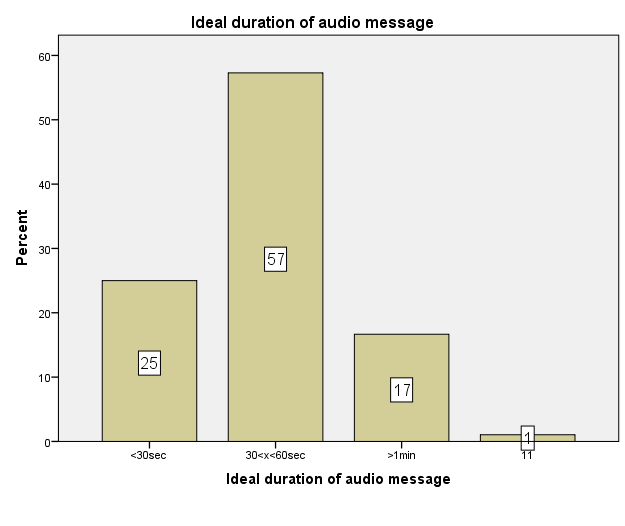 Ideal duration of audio message
60
50
40
30
20
10
0
Percent
25
57
17
1
<30sec
30<x<60sec
>1min
11
Ideal duration of audio message